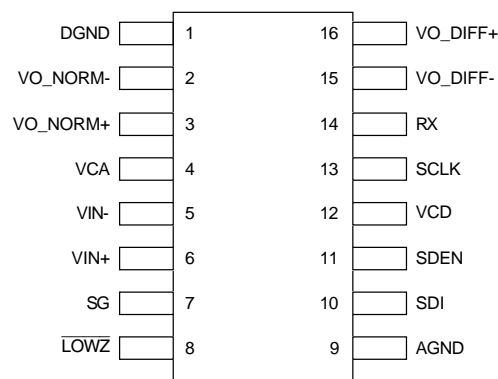 DGND 1 16 VO_DIFF+
VO_NORM- 2 15 VO_DIFF-
VO_NORM+ 3 14 RX
VCA 4 13 SCLK
VIN- 5 12 VCD
VIN+ 6 11 SDEN
SG 7 10 SDI
LOWZ 8 9 AGND